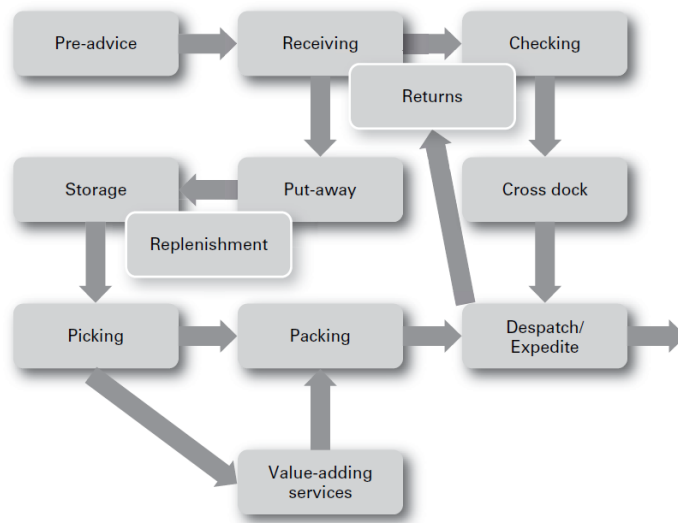 Pre-advice
Receiving
Checking
Returns
Storage
Put-away
Cross dock
Replenishment
Picking
Packing
Despatch/
Expedite
Value-adding
services